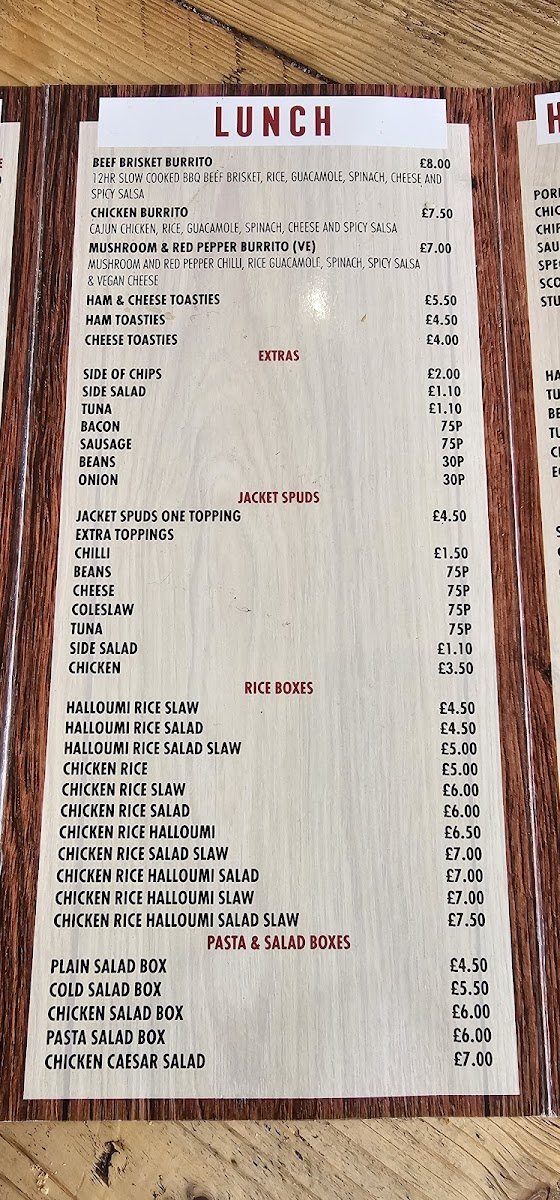 LUNCH
BEEF BRISKET BURRITO £8.00
12HR SLOW COOKED BBQ BEEF BRISKET, RICE, GUACAMOLE, SPINACH, CHEESE AND
SPICY SALSA
CHICKEN BURRITO £7.50
CAJUN CHICKEN, RICE, GUACAMOLE, SPINACH, CHEESE AND SPICY SALSA
MUSHROOM & RED PEPPER BURRITO (VE) £7.00
MUSHROOM AND RED PEPPER CHILLI, RICE GUACAMOLE, SPINACH, SPICY SALSA
& VEGAN CHEESE
HAM & CHEESE TOASTIES £5.50
HAM TOASTIES £4.50
CHEESE TOASTIES £4.00
EXTRAS
SIDE OF CHIPS £2.00
SIDE SALAD £1.10
TUNA £1.10
BACON 75P
SAUSAGE 75P
BEANS 30P
ONION 30P
JACKET SPUDS
JACKET SPUDS ONE TOPPING £4.50
EXTRA TOPPINGS
CHILLI £1.50
BEANS 75P
CHEESE 75P
COLESLAW 75P
TUNA 75P
SIDE SALAD £1.10
CHICKEN £3.50
RICE BOXES
HALLOUMI RICE SLAW £4.50
HALLOUMI RICE SALAD £4.50
HALLOUMI RICE SALAD SLAW £5.00
CHICKEN RICE £5.00
CHICKEN RICE SLAW £6.00
CHICKEN RICE SALAD £6.00
CHICKEN RICE HALLOUMI £6.50
CHICKEN RICE SALAD SLAW £7.00
CHICKEN RICE HALLOUMI SALAD £7.00
CHICKEN RICE HALLOUMI SLAW £7.00
CHICKEN RICE HALLOUMI SALAD SLAW £7.50
PASTA & SALAD BOXES
PLAIN SALAD BOX £4.50
COLD SALAD BOX £5.50
CHICKEN SALAD BOX £6.00
PASTA SALAD BOX £6.00
CHICKEN CAESAR SALAD £7.00